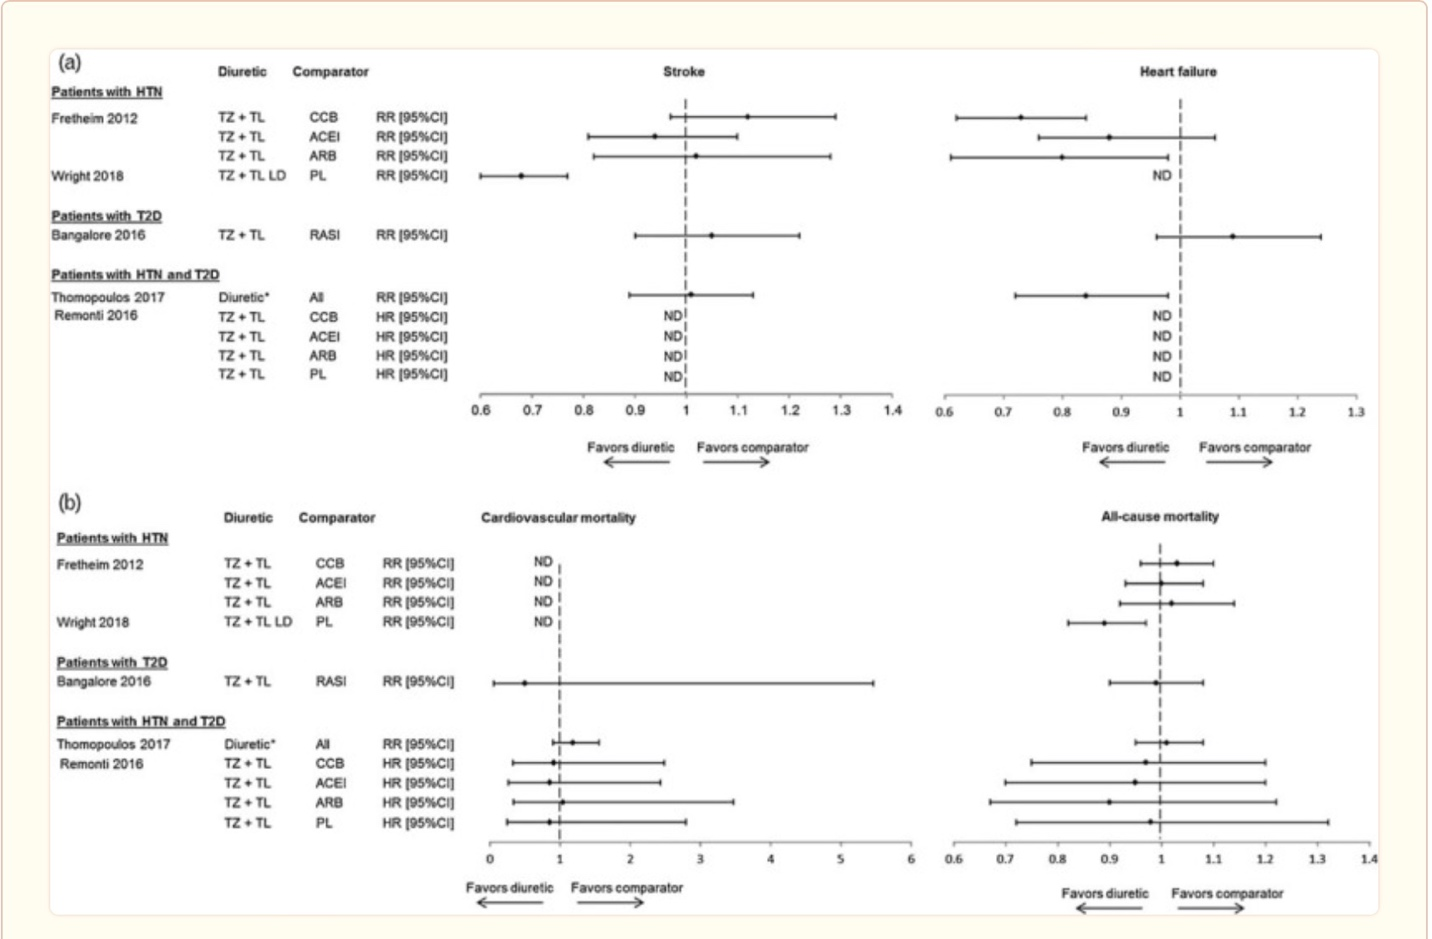 (a)
Diuretic Comparator Stroke Heart failure
Patients with HTN
Fretheim 2012 TZ + TL CCB RR [95%CI]
TZ + TL ACEI RR [95%CI]
TZ + TL ARB RR [95%CI]
Wright 2018 TZ + TL LD PL RR [95%CI] ND
Patients with T2D
Bangalore 2016 TZ + TL RASI RR [95%CI]
Patients with HTN and T2D
Thomopoulos 2017 Diuretic* All RR [95%CI]
Remonti 2016 TZ + TL CCB HR [95%CI] ND ND
TZ + TL ACEI HR [95%CI] ND ND
TZ + TL ARB HR [95%CI] ND ND
TZ + TL PL HR [95%CI] ND ND
0.6 0.7 0.8 0.9 1 1.1 1.2 1.3 1.4 0.6 0.7 0.8 0.9 1 1.1 1.2 1.3
Favors diuretic Favors comparator Favors diuretic Favors comparator
(b)
Diuretic Comparator Cardiovascular mortality All-cause mortality
Patients with HTN
Fretheim 2012 TZ + TL CCB RR [95%CI] ND
TZ + TL ACEI RR [95%CI] ND
TZ + TL ARB RR [95%CI] ND
Wright 2018 TZ + TL LD PL RR [95%CI] ND
Patients with T2D
Bangalore 2016 TZ + TL RASI RR [95%CI]
Patients with HTN and T2D
Thomopoulos 2017 Diuretic* All RR [95%CI]
Remonti 2016 TZ + TL CCB HR [95%CI]
TZ + TL ACEI HR [95%CI]
TZ + TL ARB HR [95%CI]
TZ + TL PL HR [95%CI]
0 1 2 3 4 5 6 0.6 0.7 0.8 0.9 1 1.1 1.2 1.3 1.4
Favors diuretic Favors comparator Favors diuretic Favors comparator